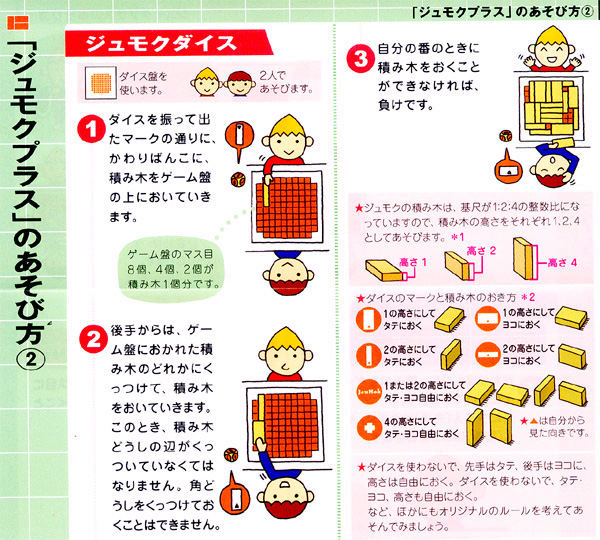 「ジュモクプラス」のあそび方②
「ジュモクプラス」のあそび方②
ジュモクダイス
ダイス盤を
使います。
2人で
あそびます。
1
ダイスを振って出
たマークの通りに、
かわりばんこに、
積み木をゲーム盤
の上においていき
ます。
ゲーム盤のマス目
8個、4個、2個が
積み木1個分です。
2
後手からは、ゲー
ム盤におかれた積
み木のどれかにく
っつけて、積み木
をおいていきます。
このとき、積み木
どうしの辺がくっ
ついていなくては
なりません。角ど
うしをくっつけてお
くことはできません。
3
自分の番のときに
積み木をおくこと
ができなければ、
負けです。
★ジュモクの積み木は、基尺が1:2:4の整数比にな
っていますので、積み木の高さをそれぞれ1、2、4
としてあそびます。*1
高さ1
高さ2
高さ4
★ダイスのマークと積み木のおき方 *2
1の高さにして
タテにおく
1の高さにして
ヨコにおく
2の高さにして
タテにおく
2の高さにして
ヨコにおく
1または2の高さにして
タテ・ヨコ自由におく
4の高さにして
タテ・ヨコ自由におく
★▲は自分から
見た向きです。
★ダイスを使わないで、先手はタテ、後手はヨコに、
高さは自由におく。ダイスを使わないで、タテ・
ヨコ、高さも自由におく。
など、ほかにもオリジナルのルールを考えてあ
そんでみましょう。